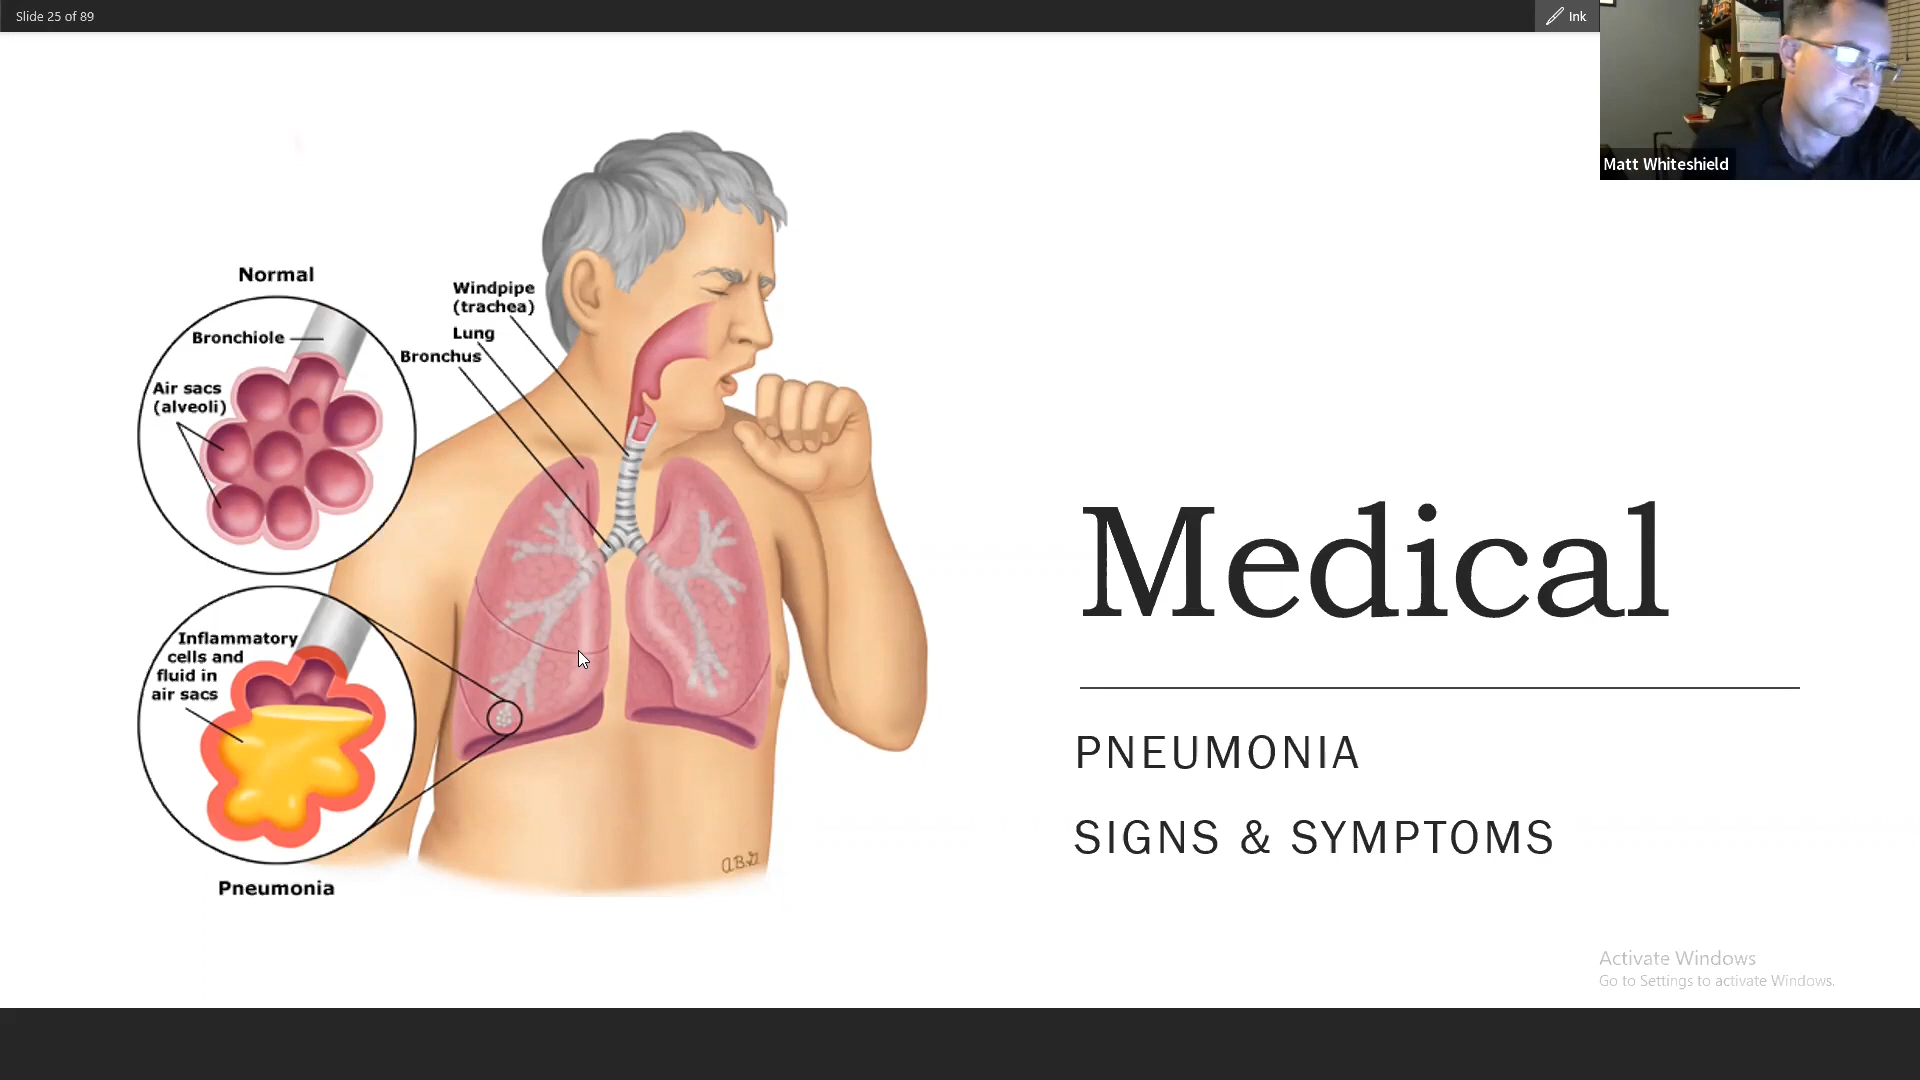 Slide 25 of 89
Ink
Matt Whiteshield
Normal
Bronchiole
Air sacs
(alveoli)
Windpipe
(trachea)
Lung
Bronchus
Inflammatory
cells and
fluid in
air sacs
Pneumonia
Medical
PNEUMONIA
SIGNS & SYMPTOMS
Activate Windows
Go to Settings to activate Windows.